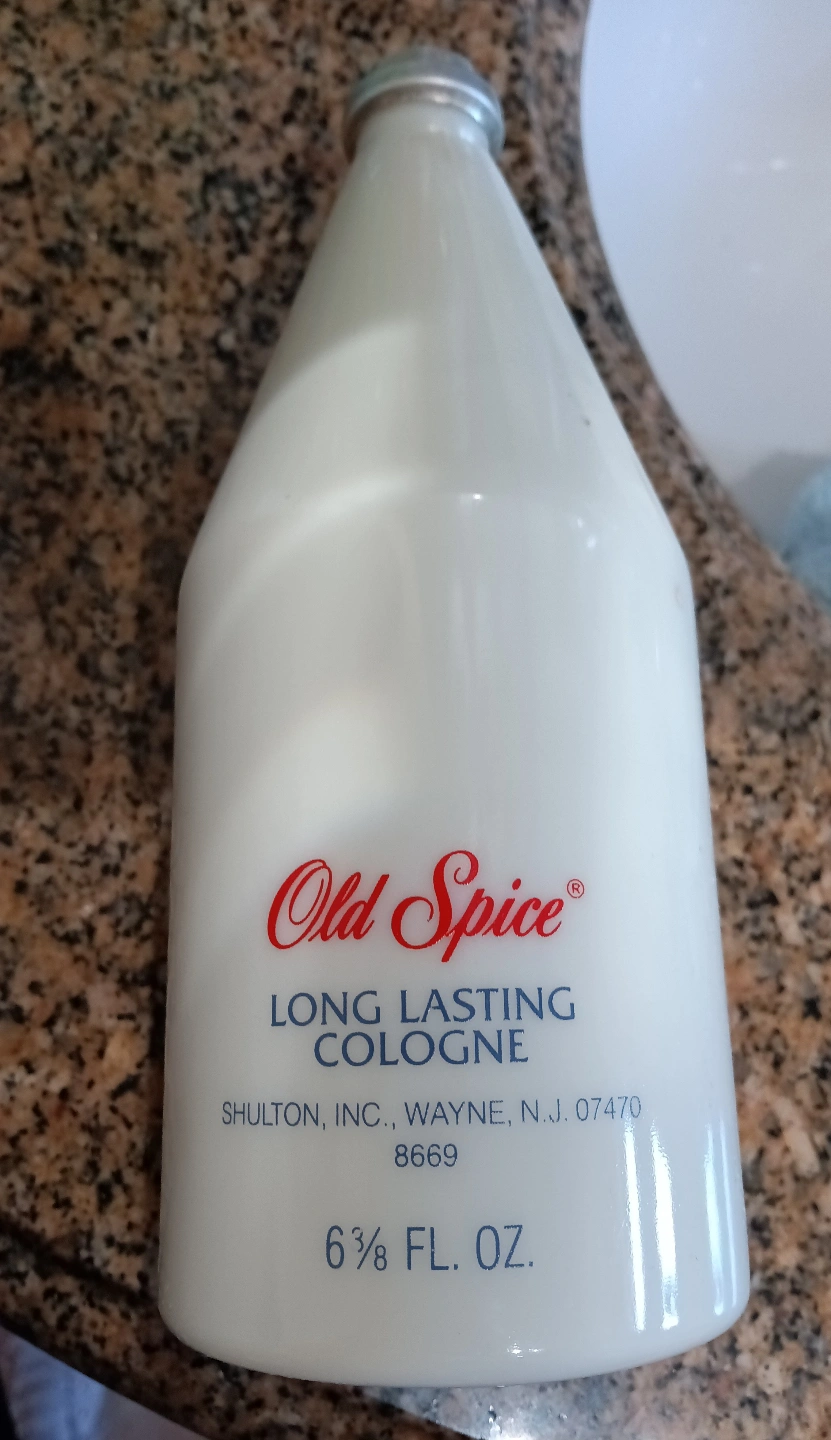 Old Spice®
LONG LASTING
COLOGNE
SHULTON, INC., WAYNE, N.J. 07470
8669
6⅜ FL. OZ.